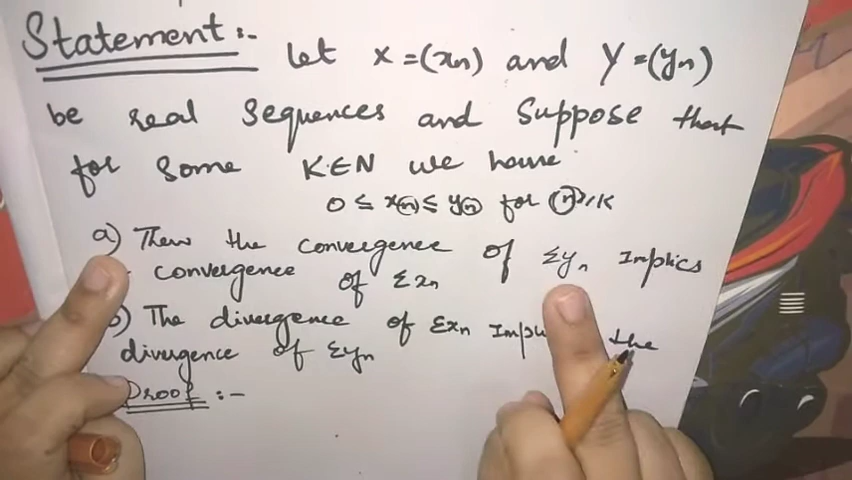 Statement :-
Let X = (xn) and Y = (yn)
be real sequences and Suppose that
for some K∈N we have
0 ≤ xn ≤ yn for n ≥ K
a) Then the convergence of Σyn Implies
convergence of Σxn
b) The divergence of Σxn the
divergence of Σyn
Proof :-